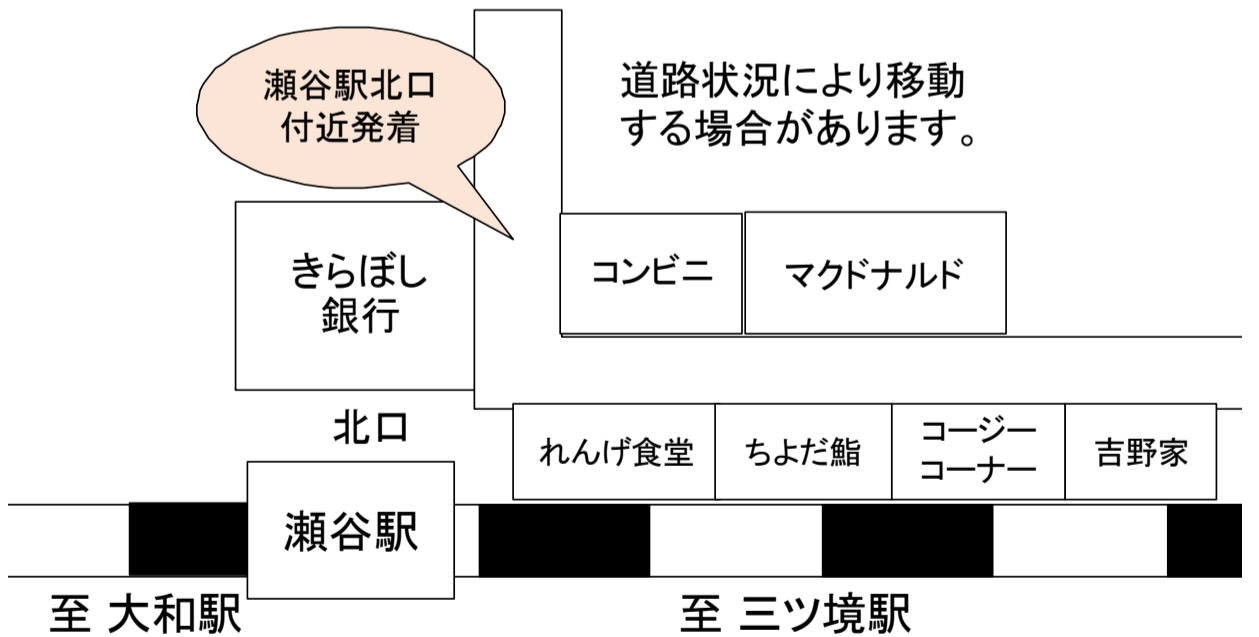 瀬谷駅北口
付近発着
道路状況により移動
する場合があります。
きらぼし
銀行
コンビニ
マクドナルド
北口
れんげ食堂
ちよだ鮨
コージー
コーナー
吉野家
瀬谷駅
至 大和駅
至 三ツ境駅